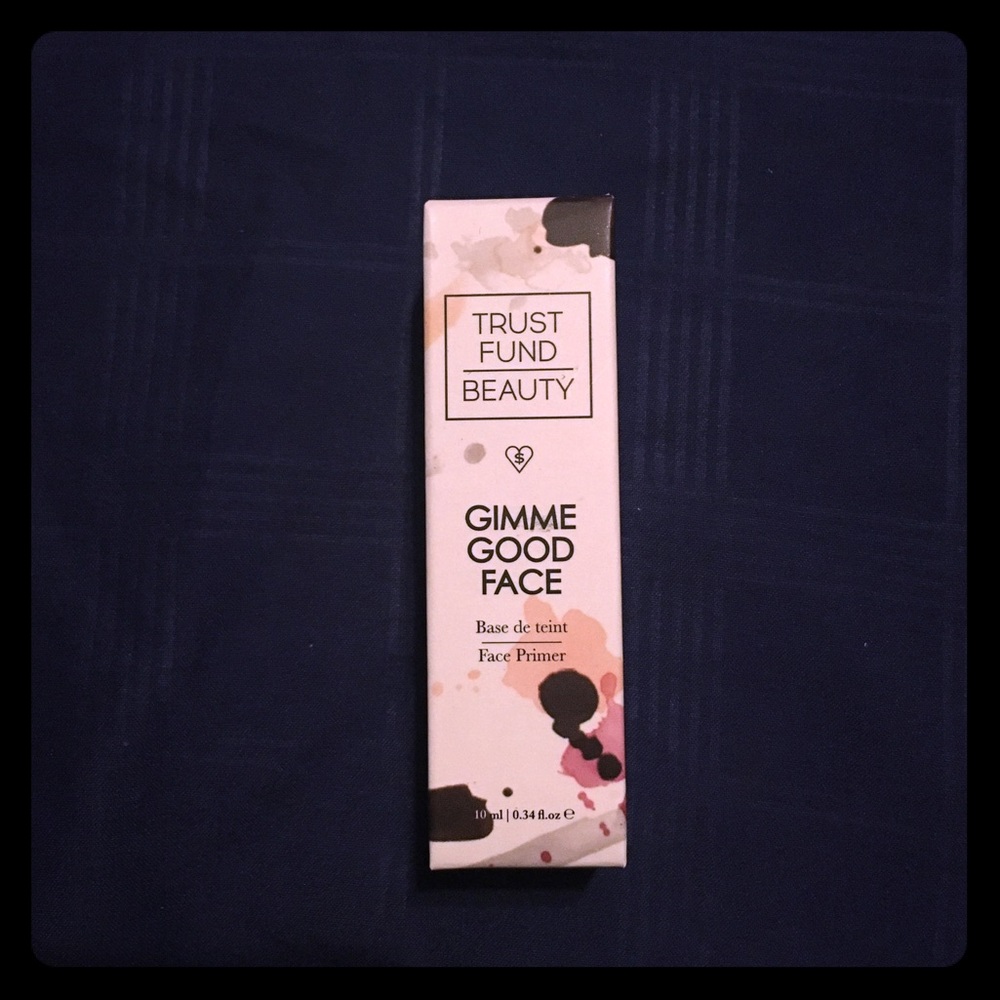 TRUST
FUND
BEAUTY
$
GIMME
GOOD
FACE
Base de teint
Face Primer
10 ml | 0.34 fl.oz ℮